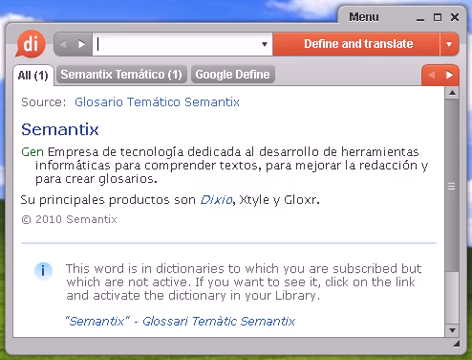 Menu
di
Define and translate
All (1)
Semantix Temático (1)
Google Define
Source: Glosario Temático Semantix
Semantix
Gen Empresa de tecnología dedicada al desarrollo de herramientas
informáticas para comprender textos, para mejorar la redacción y
para crear glosarios.
Su principales productos son Dixio, Xtyle y Gloxr.
© 2010 Semantix
i
This word is in dictionaries to which you are subscribed but
which are not active. If you want to see it, click on the link
and activate the dictionary in your Library.
"Semantix" - Glossari Temàtic Semantix